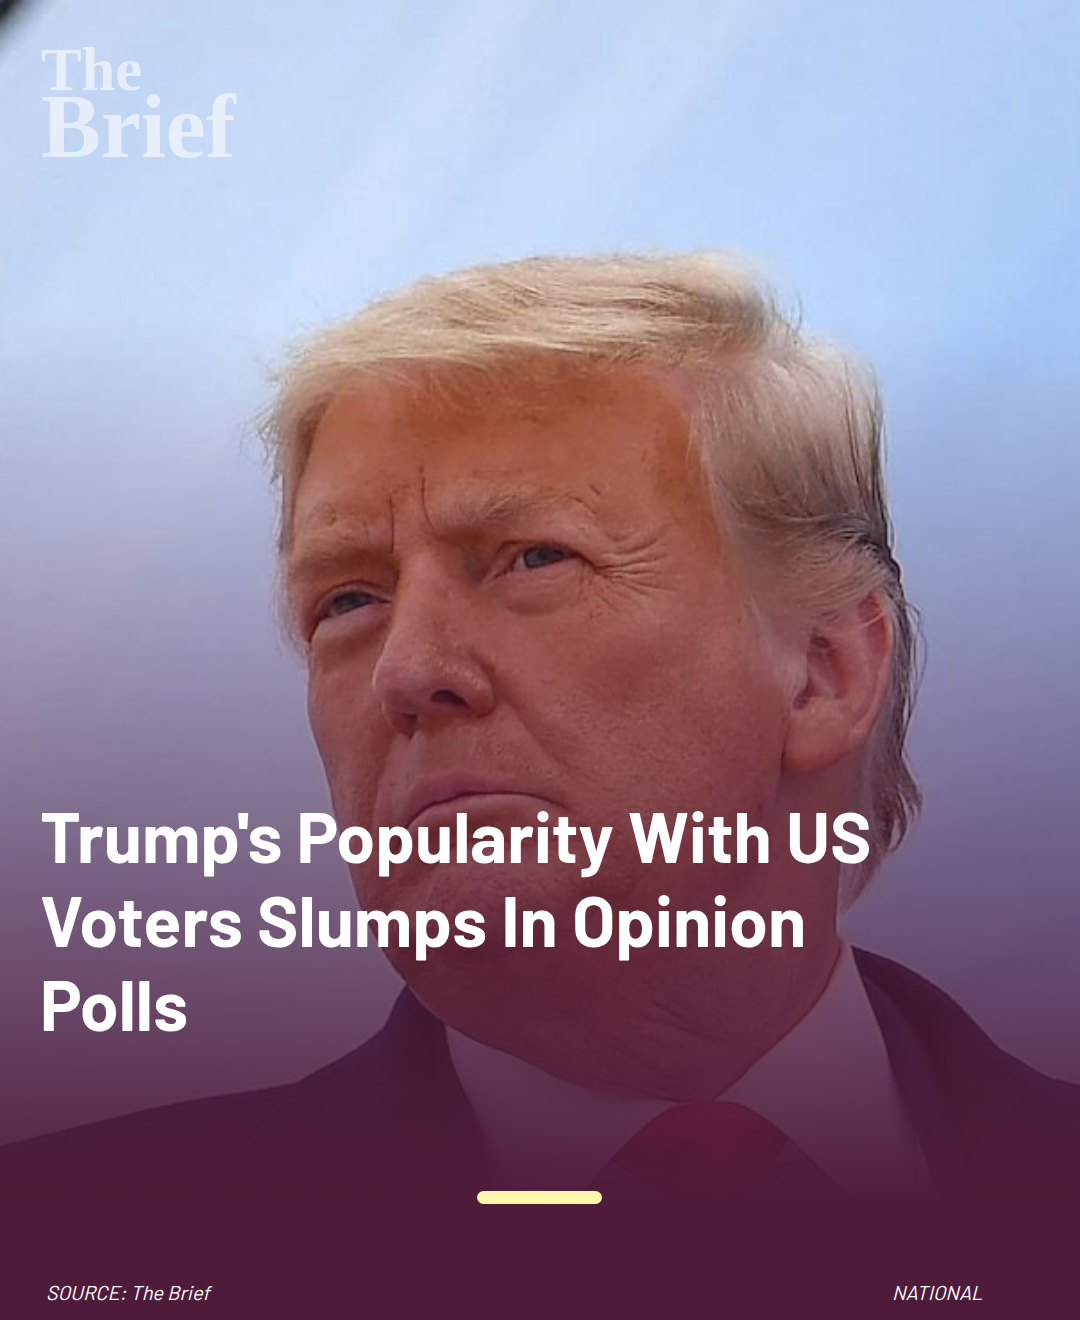 The
Brief
Trump's Popularity With US
Voters Slumps In Opinion
Polls
SOURCE: The Brief
NATIONAL